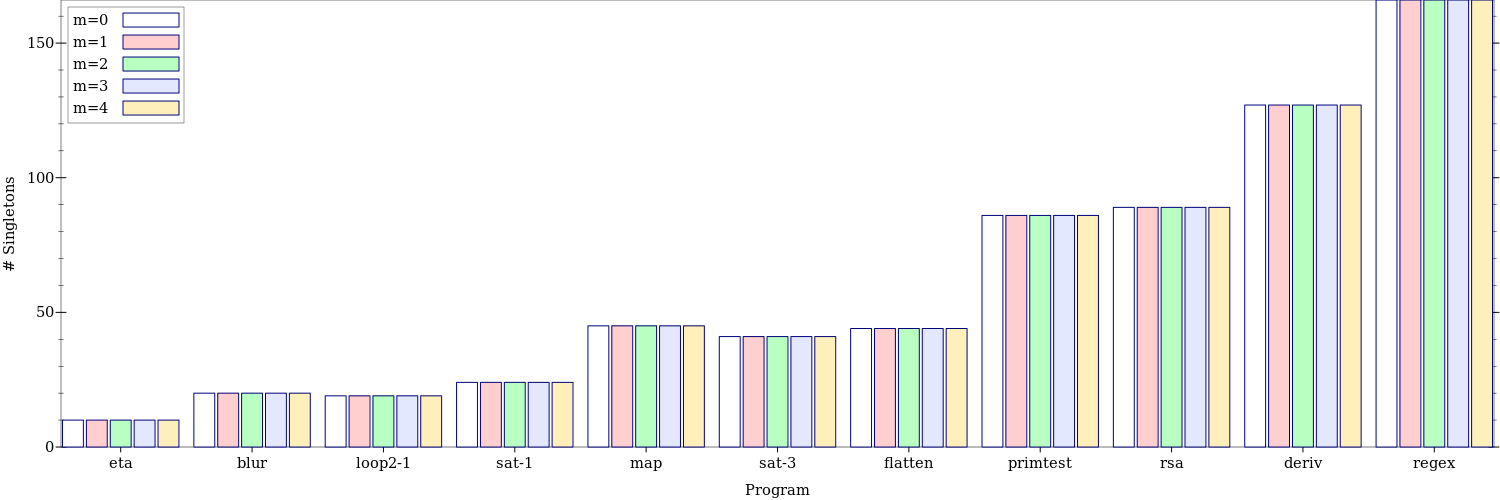 m=0
m=1
m=2
m=3
m=4
150
100
50
0
# Singletons
eta blur loop2-1 sat-1 map sat-3 flatten primtest rsa deriv regex
Program